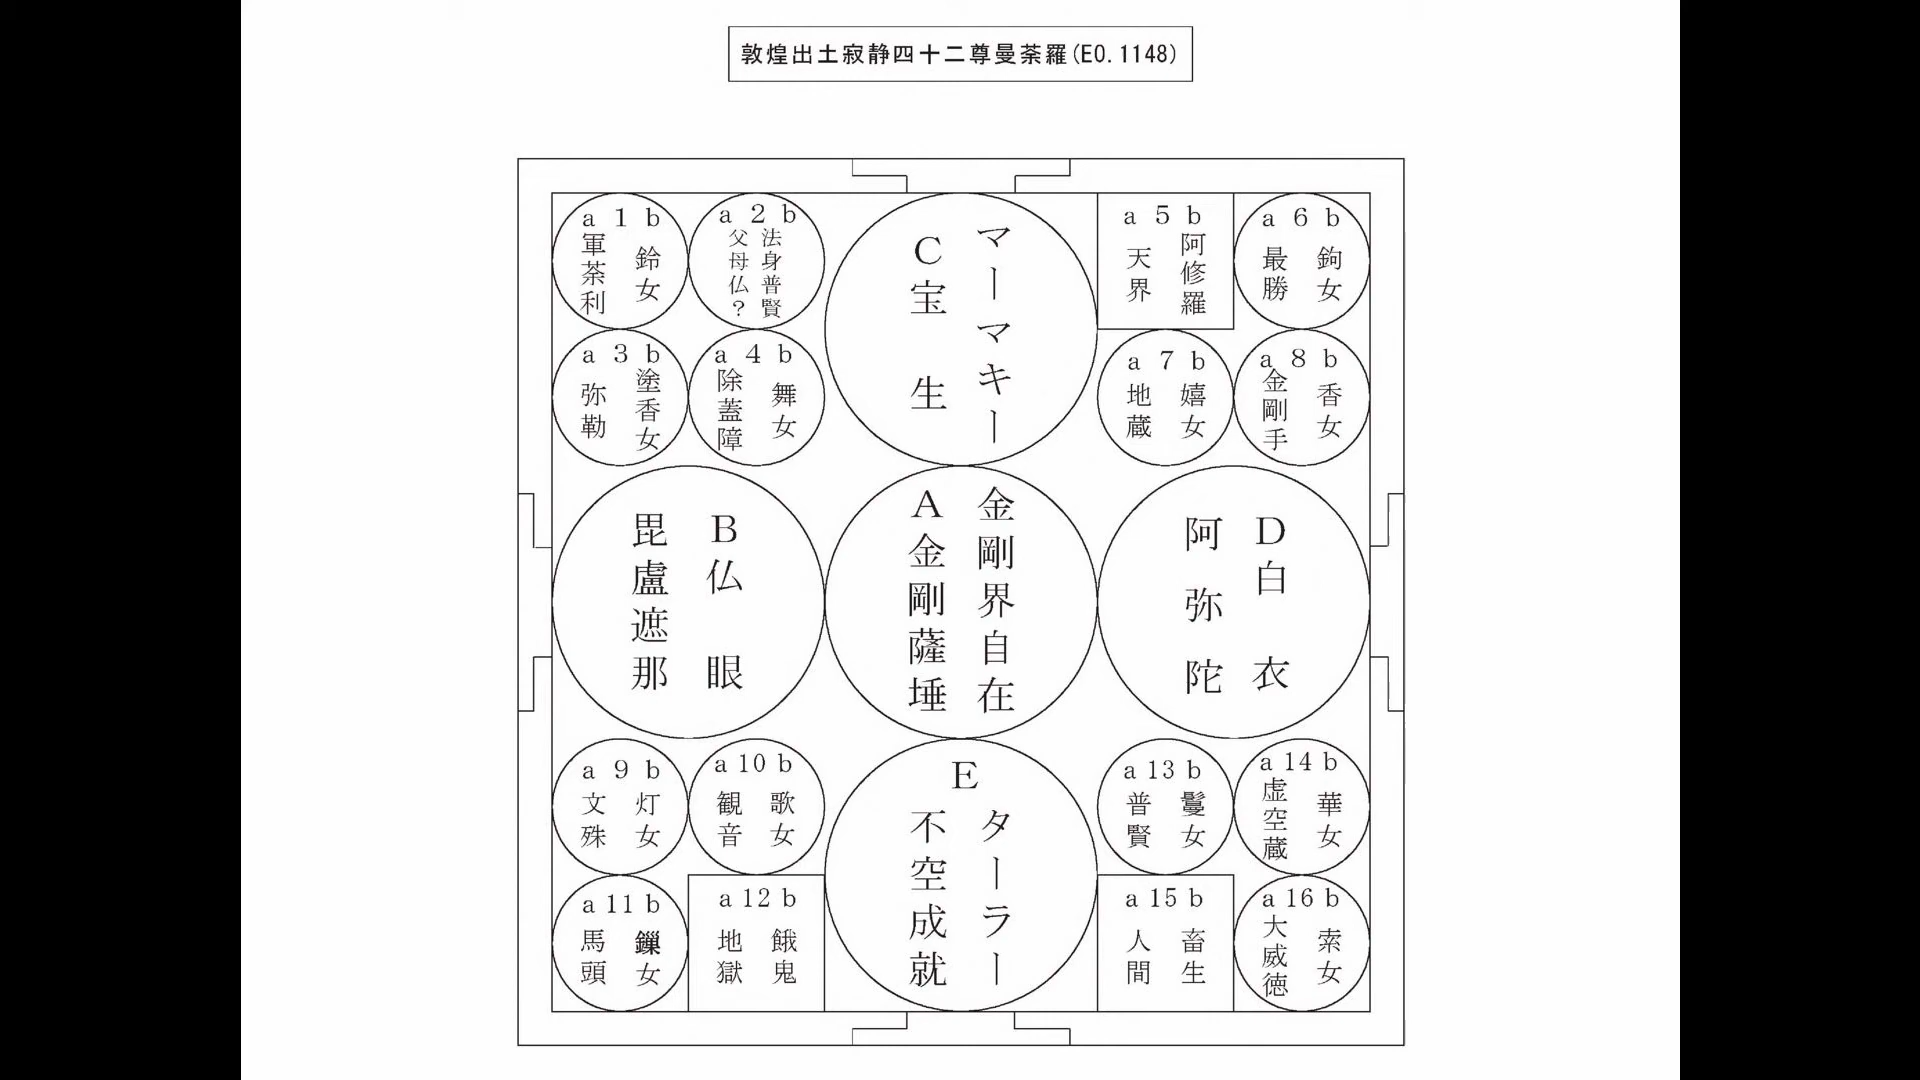 敦煌出土寂静四十二尊曼荼羅(EO.1148)
a 1 b
軍荼利
鈴女
a 2 b
父母仏？
法身普賢
C宝生
マーマキー
a 5 b
天界
阿修羅
a 6 b
最勝
鉤女
a 3 b
弥勒
塗香女
a 4 b
除蓋障
舞女
a 7 b
地蔵
嬉女
a 8 b
金剛手
香女
B仏眼
毘盧遮那
A金剛薩埵
金剛界自在
D白衣
阿弥陀
a 9 b
文殊
灯女
a 10 b
観音
歌女
E
不空成就
ターラー
a 13 b
普賢
鬘女
a 14 b
虚空蔵
華女
a 11 b
馬頭
鏁女
a 12 b
地獄
餓鬼
a 15 b
人間
畜生
a 16 b
大威徳
索女